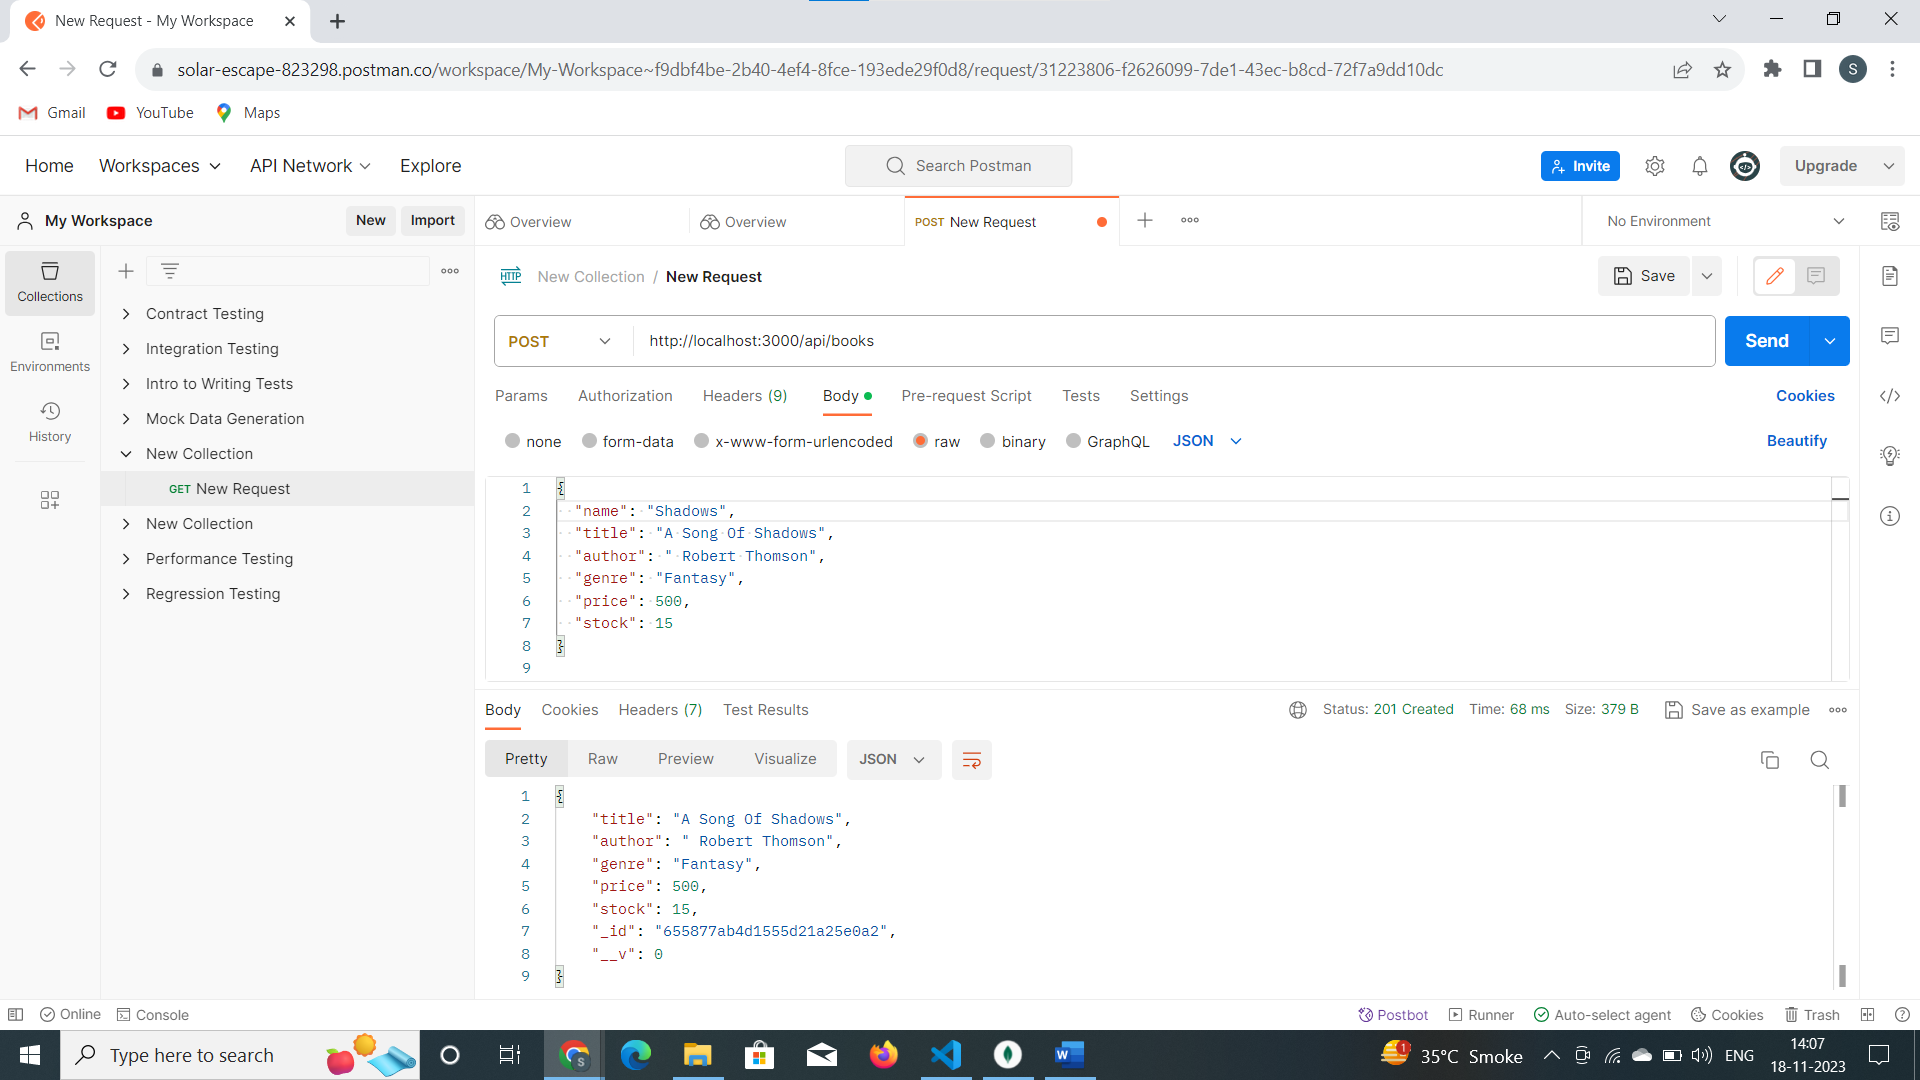 New Request - My Workspace
solar-escape-823298.postman.co/workspace/My-Workspace~f9dbf4be-2b40-4ef4-8fce-193ede29f0d8/request/31223806-f2626099-7de1-43ec-b8cd-72f7a9dd10dc
S
Gmail YouTube Maps
Home Workspaces API Network Explore Search Postman Invite Upgrade
My Workspace New Import Overview Overview POST New Request No Environment
Collections
Environments
History
Contract Testing
Integration Testing
Intro to Writing Tests
Mock Data Generation
New Collection
GET New Request
New Collection
Performance Testing
Regression Testing
HTTP New Collection / New Request Save
POST http://localhost:3000/api/books Send
Params Authorization Headers (9) Body Pre-request Script Tests Settings Cookies
none form-data x-www-form-urlencoded raw binary GraphQL JSON Beautify
1 {
2 "name": "Shadows",
3 "title": "A Song Of Shadows",
4 "author": " Robert Thomson",
5 "genre": "Fantasy",
6 "price": 500,
7 "stock": 15
8 }
9
Body Cookies Headers (7) Test Results Status: 201 Created Time: 68 ms Size: 379 B Save as example
Pretty Raw Preview Visualize JSON
1 {
2 "title": "A Song Of Shadows",
3 "author": " Robert Thomson",
4 "genre": "Fantasy",
5 "price": 500,
6 "stock": 15,
7 "_id": "655877ab4d1555d21a25e0a2",
8 "__v": 0
9 }
Online Console Postbot Runner Auto-select agent Cookies Trash
Type here to search S W 1 35°C Smoke ENG 14:07
18-11-2023